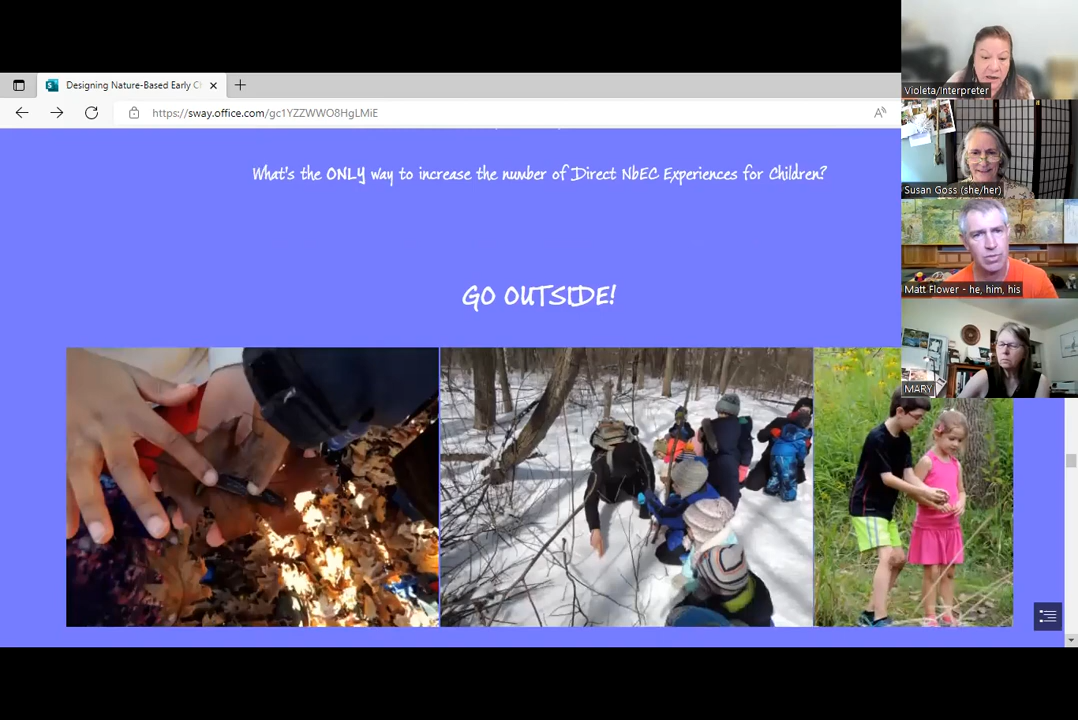 Designing Nature-Based Early C
https://sway.office.com/gc1YZZWWO8HgLMiE
What's the ONLY way to increase the number of Direct NbEC Experiences for Children?
GO OUTSIDE!
Violeta/Interpreter
Susan Goss (she/her)
Matt Flower - he, him, his
MARY